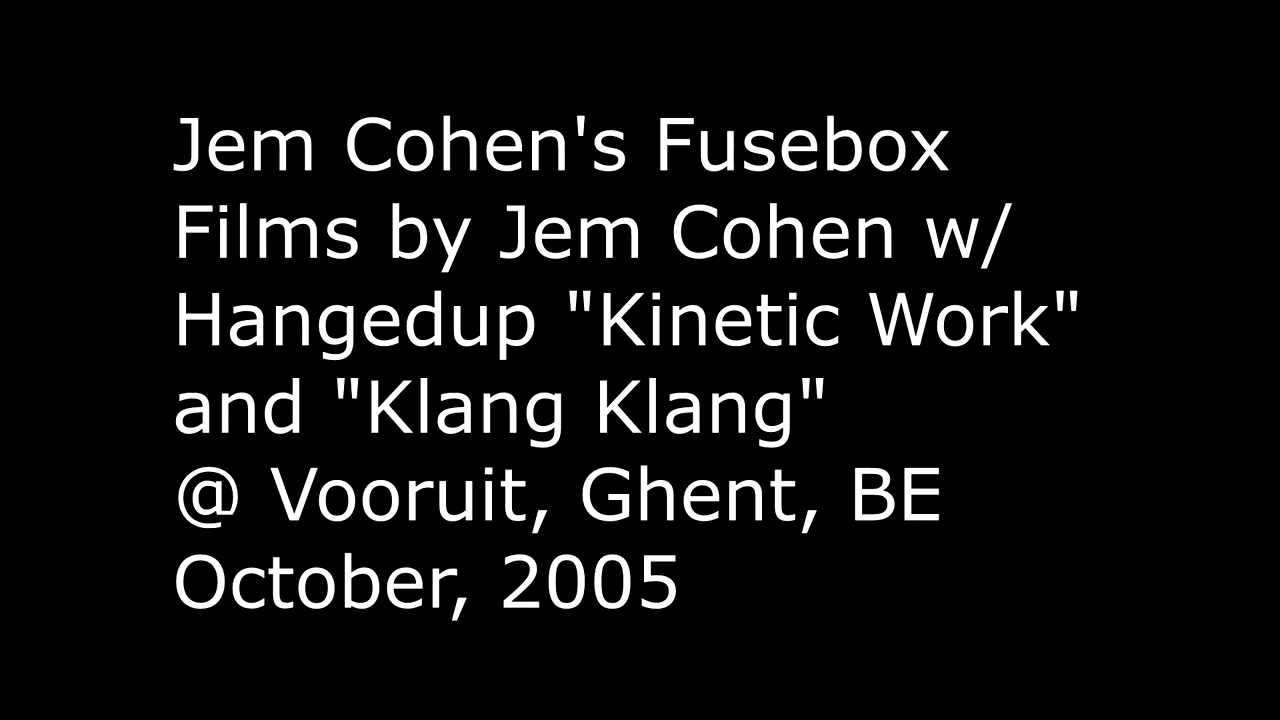 Jem Cohen's Fusebox
Films by Jem Cohen w/
Hangedup "Kinetic Work"
and "Klang Klang"
@ Vooruit, Ghent, BE
October, 2005